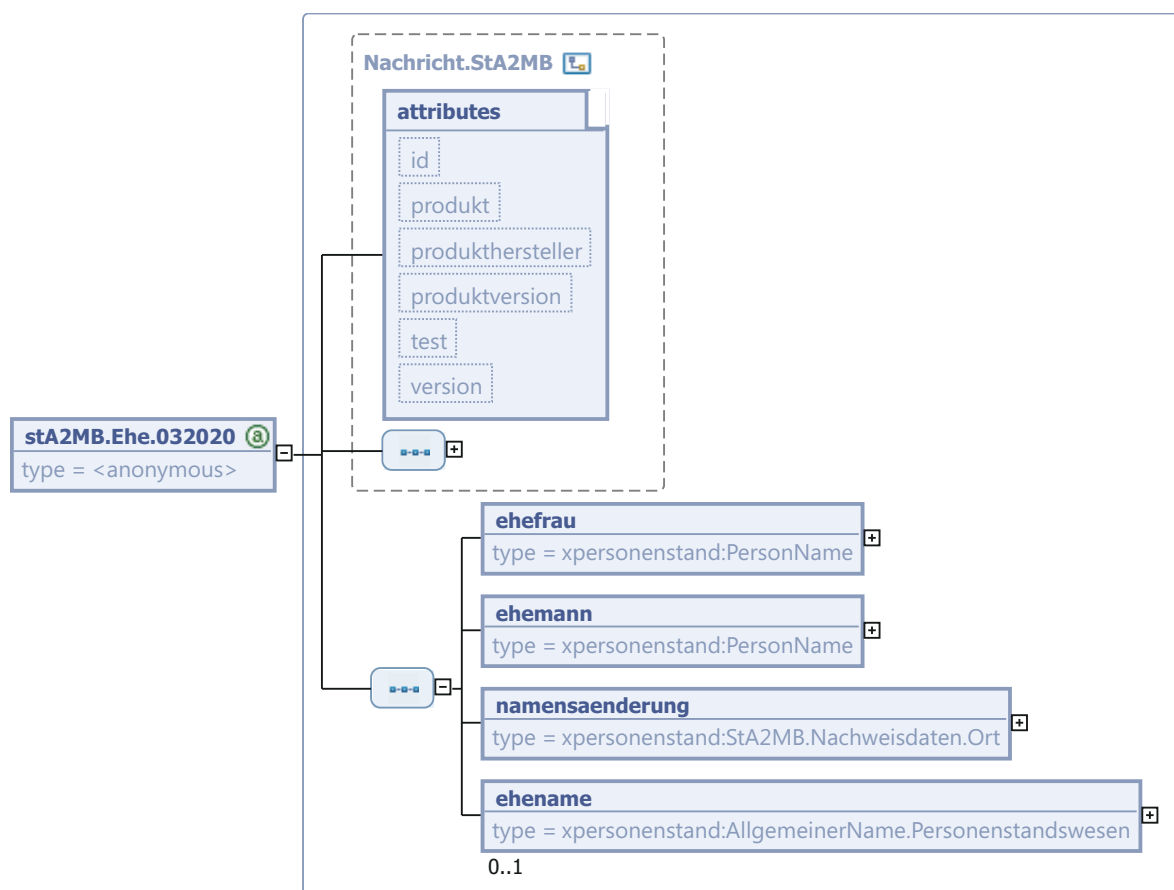 Nachricht.StA2MB
attributes
id
produkt
produkthersteller
produktversion
test
version
stA2MB.Ehe.032020 @
type = <anonymous>
ehefrau
type = xpersonenstand:PersonName
ehemann
type = xpersonenstand:PersonName
namensaenderung
type = xpersonenstand:StA2MB.Nachweisdaten.Ort
ehename
type = xpersonenstand:AllgemeinerName.Personenstandswesen
0..1